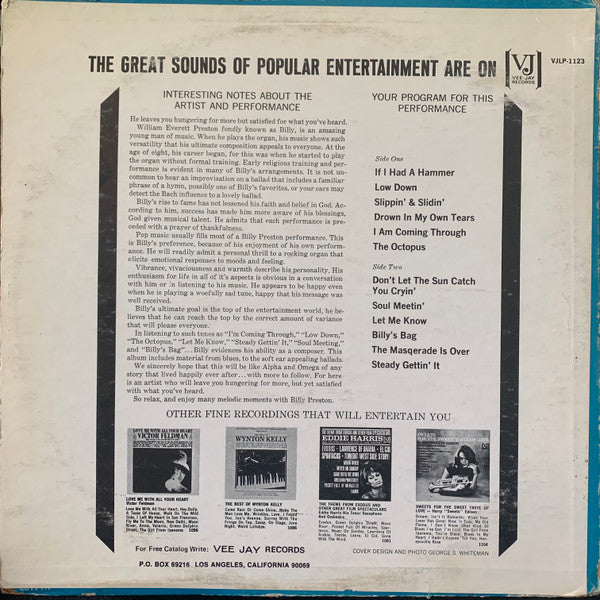 THE GREAT SOUNDS OF POPULAR ENTERTAINMENT ARE ON
VJ
VEE-JAY
RECORDS
VJLP-1123
INTERESTING NOTES ABOUT THE
ARTIST AND PERFORMANCE
He leaves you hungering for more but satisfied for what you've heard.
William Everett Preston fondly known as Billy, is an amazing
young man of music. When he plays the organ, his music shows such
versatility that his ultimate composition appeals to everyone. At the
age of eight, his career began, for this was when he started to play
the organ without formal training. Early religious training and per-
formance is evident in many of Billy's arrangements. It is not un-
common to hear an improvisation on a ballad that includes a familiar
phrase of a hymn, possibly one of Billy's favorites, or your ears may
detect the Bach influence to a lovely ballad.
Billy's rise to fame has not lessened his faith and belief in God. Ac-
cording to him, success has made him more aware of his blessings,
God given musical talent. He admits that each performance is pre-
ceded with a prayer of thankfulness.
Pop music usually fills most of a Billy Preston performance. This
is Billy's preference, because of his enjoyment of his own perform-
ance. He will readily admit a personal thrill to a rocking organ that
elicits emotional responses to moods and feeling.
Vibrance, vivaciousness and warmth describe his personality. His
enthusiasm for life in all of it's aspects is obvious in a conversation
with him or in listening to his music. He appears to be happy even
when he is playing a woefully sad tune, happy that his message was
well received.
Billy's ultimate goal is the top of the entertainment world, he be-
lieves that he can reach the top by the correct amount of variance
that will please everyone.
In listening to such tunes as "I'm Coming Through," "Low Down,"
"The Octopus," "Let Me Know," "Steady Gettin' It," "Soul Meeting,"
and "Billy's Bag"... Billy evidences his ability as a composer. This
album includes material from blues, to the soft ear appealing ballads.
We sincerely hope that this will be like Alpha and Omega of any
story that lived happily ever after...with more to follow. For here
is an artist who will leave you hungering for more, but yet satisfied
with what you've heard.
So relax, and enjoy many melodic moments with Billy Preston.
YOUR PROGRAM FOR THIS
PERFORMANCE
Side One
If I Had A Hammer
Low Down
Slippin' & Slidin'
Drown In My Own Tears
I Am Coming Through
The Octopus
Side Two
Don't Let The Sun Catch
You Cryin'
Soul Meetin'
Let Me Know
Billy's Bag
The Masqerade Is Over
Steady Gettin' It
OTHER FINE RECORDINGS THAT WILL ENTERTAIN YOU
LOVE ME WITH ALL YOUR HEART
VICTOR FELDMAN
WYNTON KELLY
EDDIE HARRIS
LOVE ME WITH ALL YOUR HEART
Victor Feldman
THE BEST OF WYNTON KELLY
THE THEMES FROM EXODUS AND
OTHER GREAT FILM SPECTACULARS
SWEETS FOR THE SWEET TASTE OF
LOVE
For Free Catalog Write: VEE JAY RECORDS
P.O. BOX 69216 LOS ANGELES, CALIFORNIA 90069
COVER DESIGN AND PHOTO GEORGE S. WHITEMAN